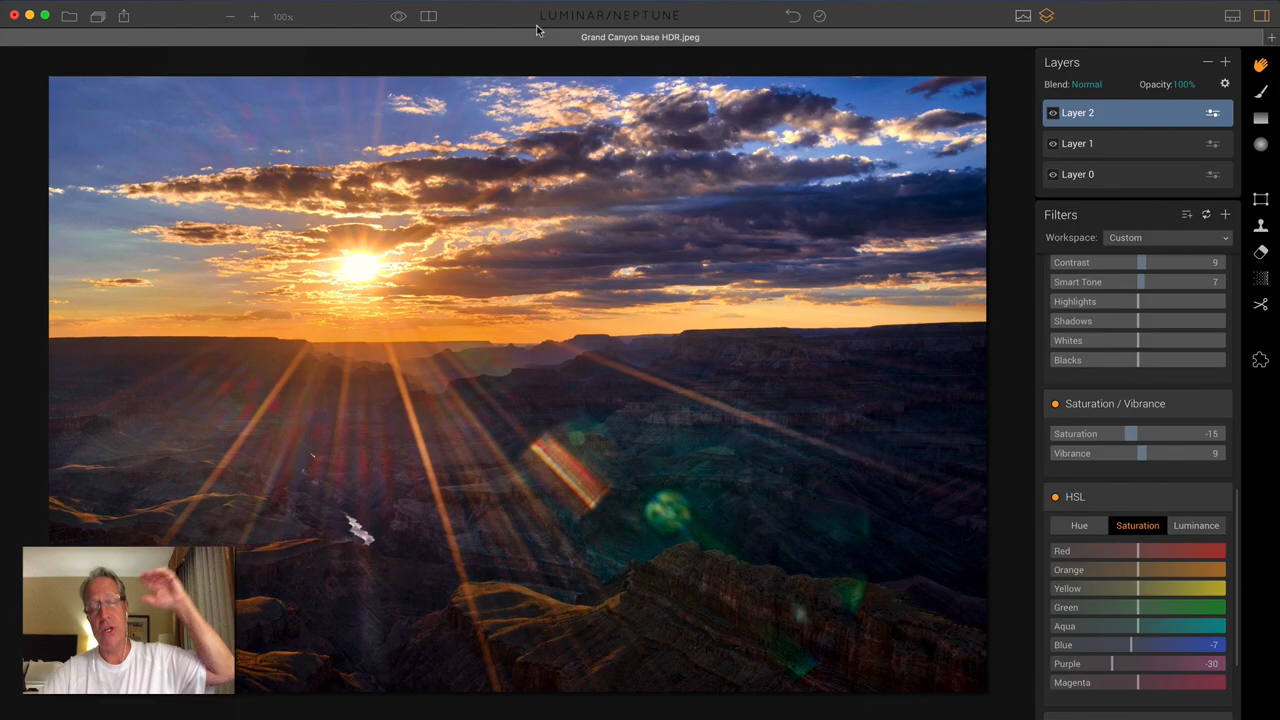 100%
LUMINAR/NEPTUNE
Grand Canyon base HDR.jpeg
Layers
Blend: Normal
Opacity:100%
Layer 2
Layer 1
Layer 0
Filters
Workspace: Custom
Contrast 9
Smart Tone 7
Highlights
Shadows
Whites
Blacks
Saturation / Vibrance
Saturation -15
Vibrance 9
HSL
Hue Saturation Luminance
Red
Orange
Yellow
Green
Aqua
Blue -7
Purple -30
Magenta